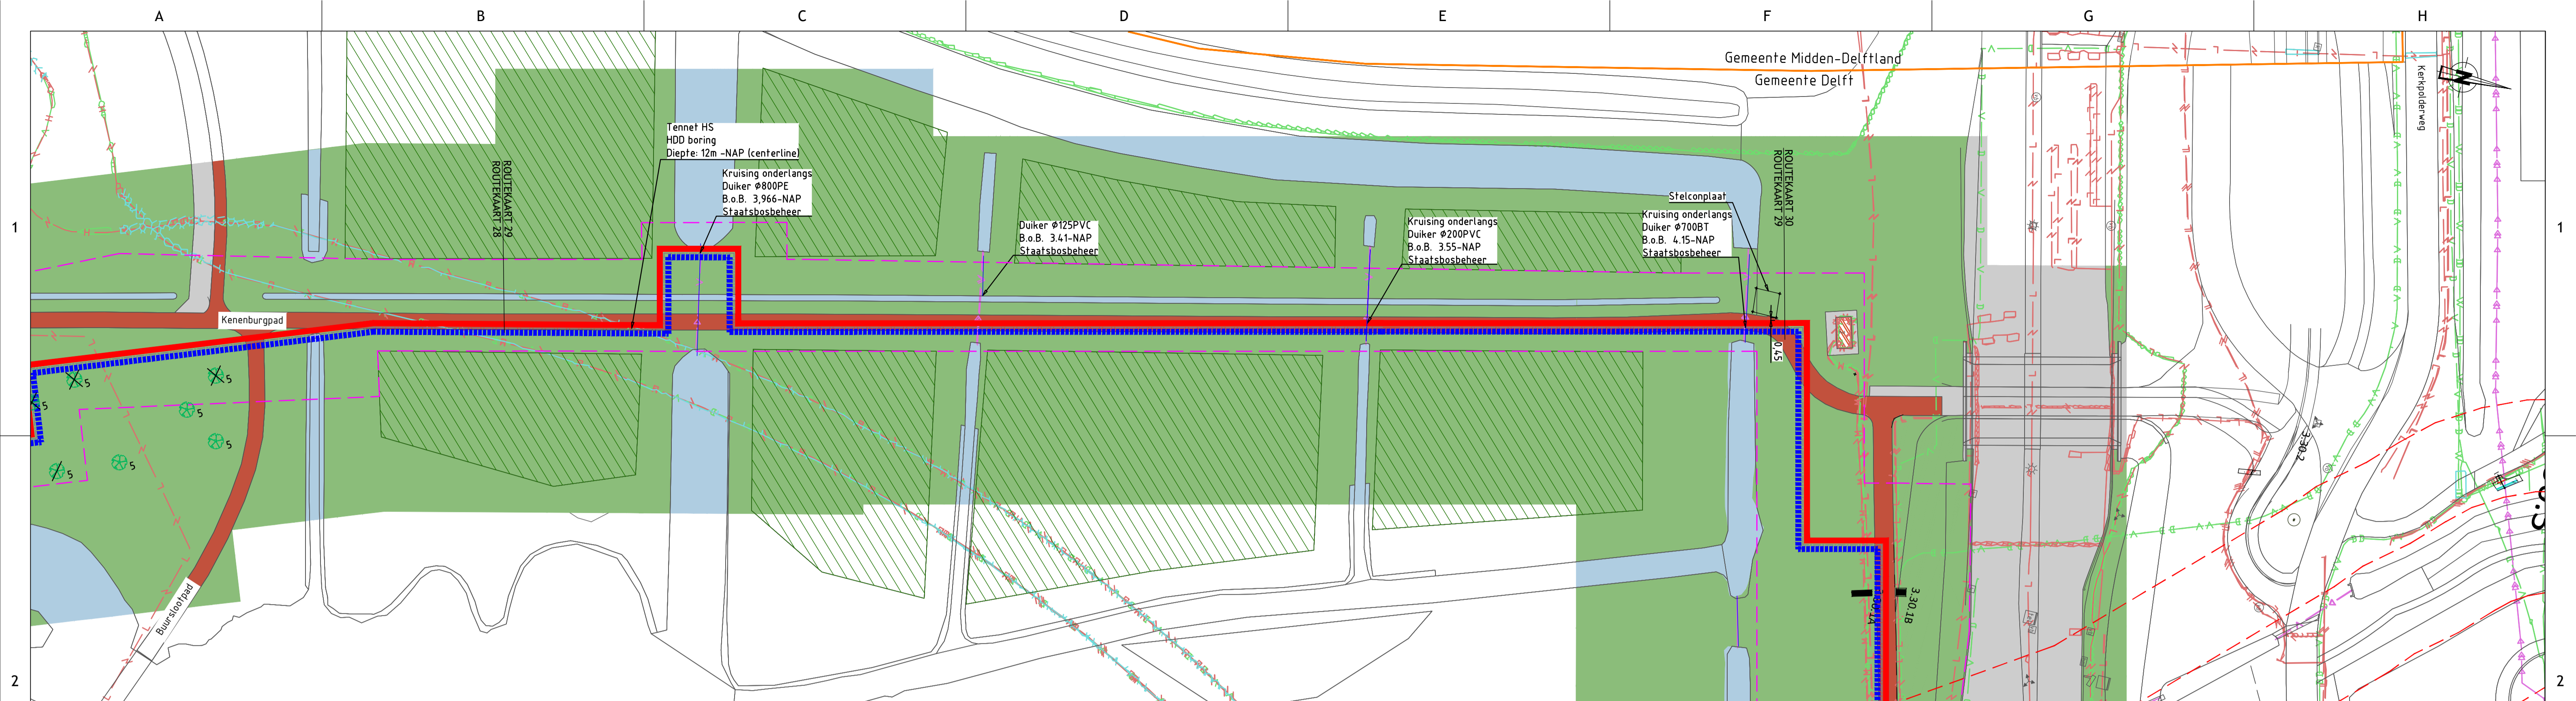 A B C D E F G H
Gemeente Midden-Delftland
Gemeente Delft
Kerkpolderweg
N
1
1
Tennet HS
HDD boring
Diepte: 12m -NAP (centerline)
Kruising onderlangs
Duiker Ø800PE
B.o.B. 3,966-NAP
Staatsbosbeheer
ROUTEKAART 29
ROUTEKAART 28
Duiker Ø125PVC
B.o.B. 3.41-NAP
Staatsbosbeheer
Kruising onderlangs
Duiker Ø200PVC
B.o.B. 3.55-NAP
Staatsbosbeheer
Stelconplaat
Kruising onderlangs
Duiker Ø700BT
B.o.B. 4.15-NAP
Staatsbosbeheer
ROUTEKAART 30
ROUTEKAART 29
Kenenburgpad
0,45
5
5
5
5
5
5
5
3.30.2
3.30.1B
Buurslootpad
2
2